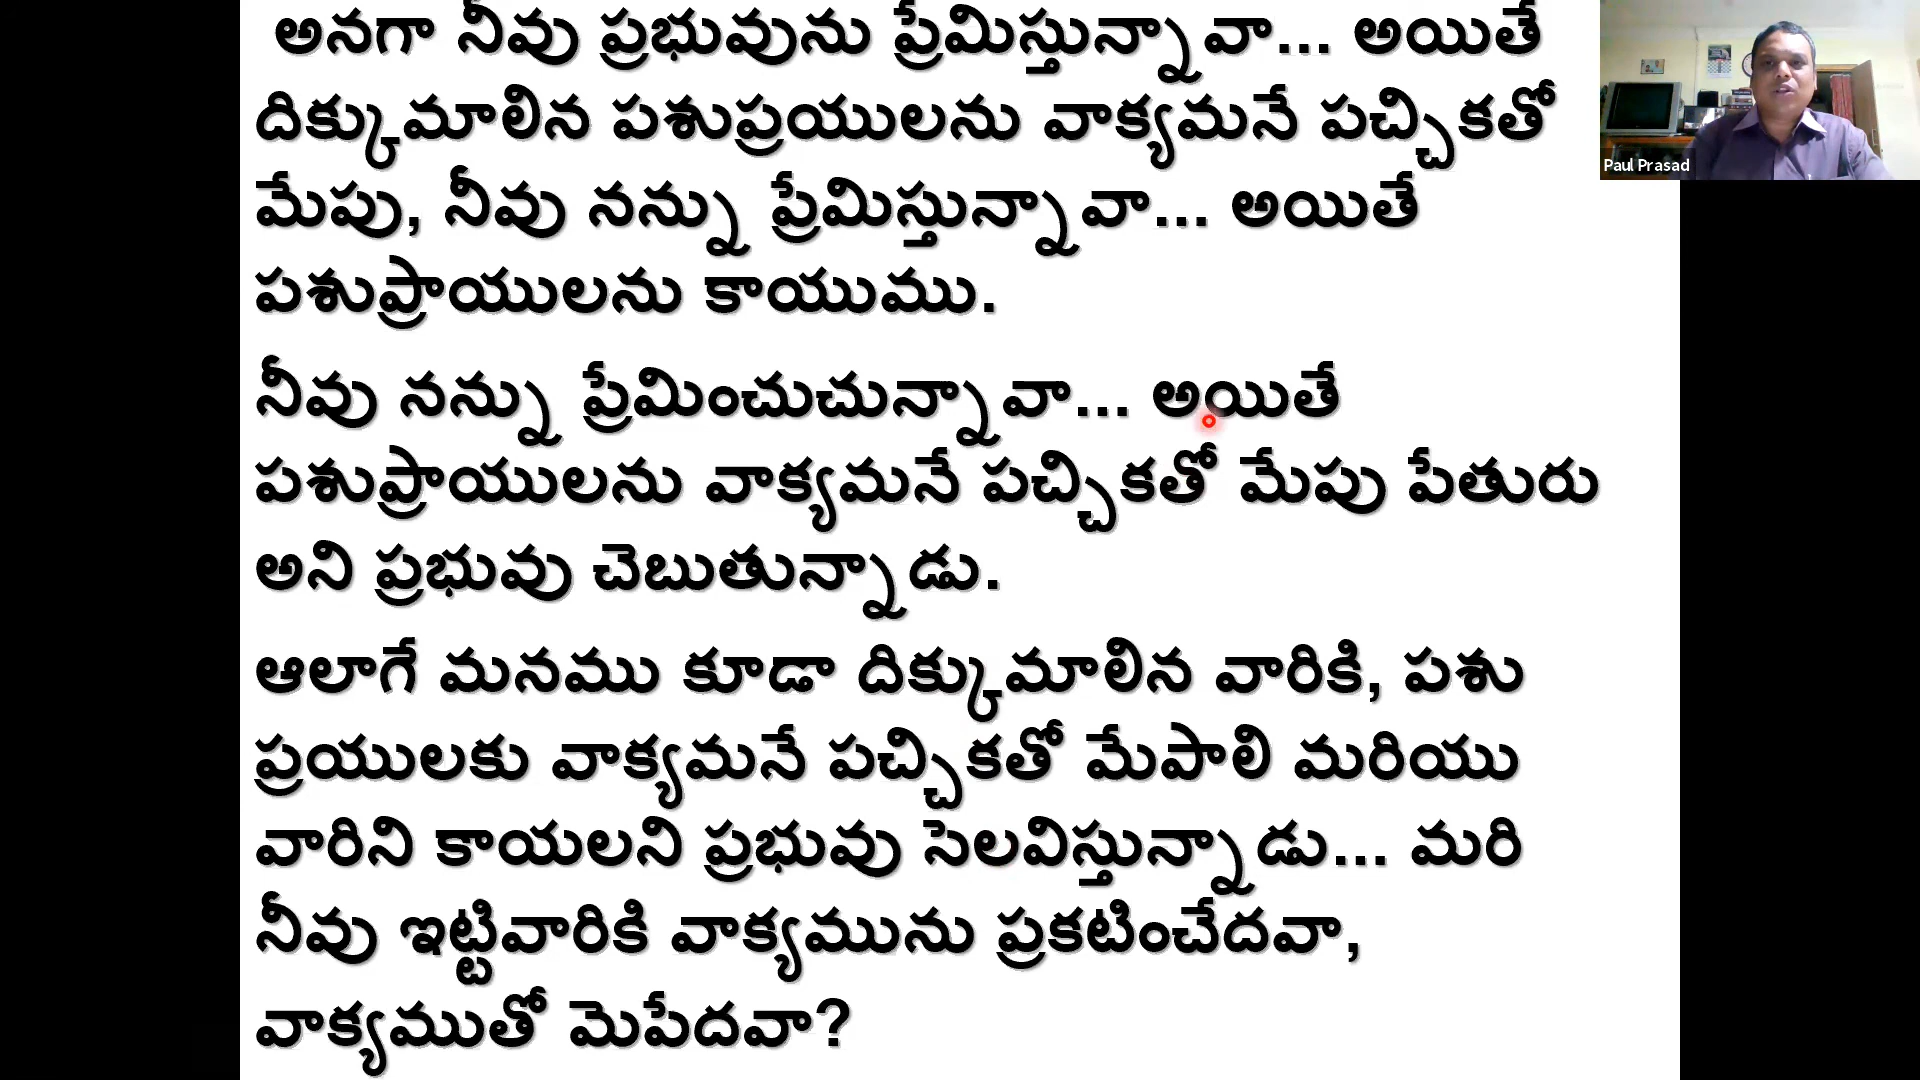 అనగా నీవు ప్రభువును ప్రేమిస్తున్నావా... అయితే
దిక్కుమాలిన పశుప్రయులను వాక్యమనే పచ్చికతో
మేపు, నీవు నన్ను ప్రేమిస్తున్నావా... అయితే
పశుప్రాయులను కాయుము.
నీవు నన్ను ప్రేమించుచున్నావా... అయితే
పశుప్రాయులను వాక్యమనే పచ్చికతో మేపు పేతురు
అని ప్రభువు చెబుతున్నాడు.
ఆలాగే మనము కూడా దిక్కుమాలిన వారికి, పశు
ప్రయులకు వాక్యమనే పచ్చికతో మేపాలి మరియు
వారిని కాయలని ప్రభువు సెలవిస్తున్నాడు... మరి
నీవు ఇట్టివారికి వాక్యమును ప్రకటించేదవా,
వాక్యముతో మెపేదవా?
Paul Prasad